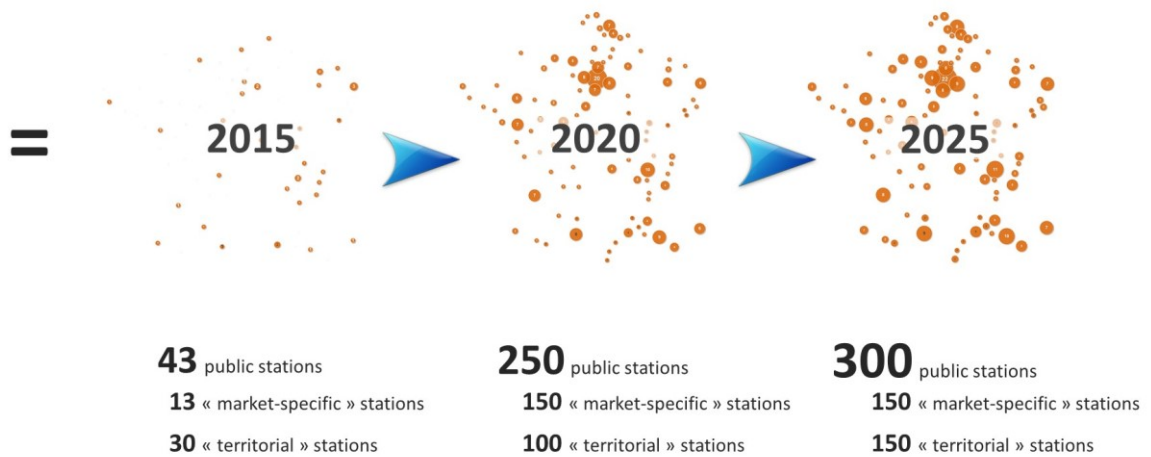 =
2015
2020
2025
43 public stations
13 « market-specific » stations
30 « territorial » stations
250 public stations
150 « market-specific » stations
100 « territorial » stations
300 public stations
150 « market-specific » stations
150 « territorial » stations